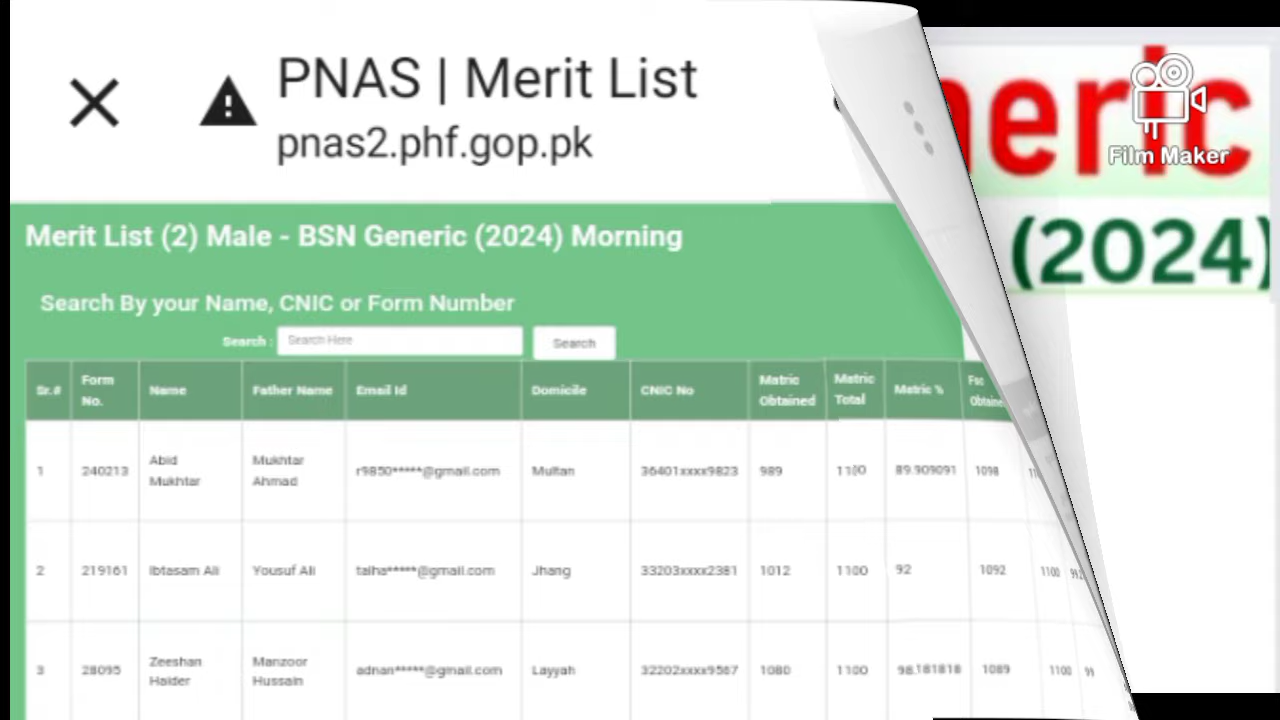 PNAS | Merit List
pnas2.phf.gop.pk
neric
Film Maker
(2024)
Merit List (2) Male - BSN Generic (2024) Morning
Search By your Name, CNIC or Form Number
Search : Search Here Search
Sr.# Form No. Name Father Name Email Id Domicile CNIC No Matric Obtained Matric Total Matric % Fsc Obtained
1 240213 Abid Mukhtar Mukhtar Ahmad r9850*****@gmail.com Multan 36401xxxx9823 989 1100 89.909091 1098
2 219161 Ibtasam Ali Yousuf Ali talha*****@gmail.com Jhang 33203xxxx2381 1012 1100 92 1092 1100
3 28095 Zeeshan Haider Manzoor Hussain adnan*****@gmail.com Layyah 32202xxxx9567 1080 1100 98.181818 1089 1100 99